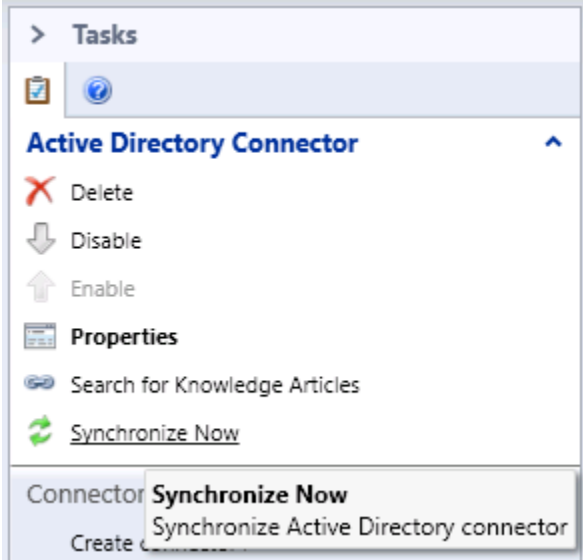 Tasks
Active Directory Connector
Delete
Disable
Enable
Properties
Search for Knowledge Articles
Synchronize Now
Connector
Synchronize Now
Synchronize Active Directory connector
Create